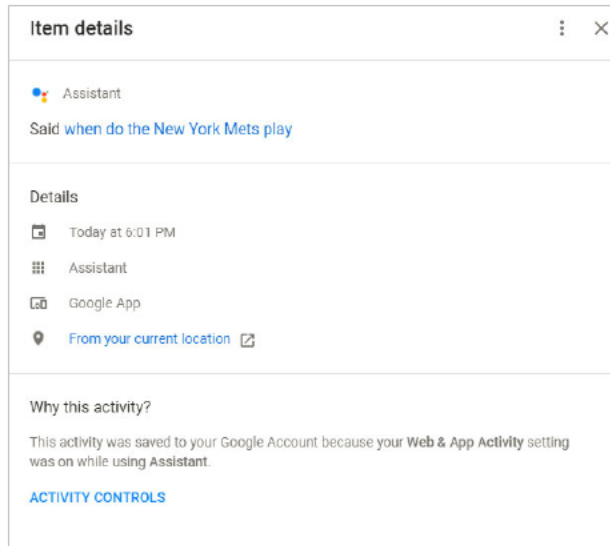 Item details
Assistant
Said when do the New York Mets play
Details
Today at 6:01 PM
Assistant
Google App
From your current location
Why this activity?
This activity was saved to your Google Account because your Web & App Activity setting
was on while using Assistant.
ACTIVITY CONTROLS